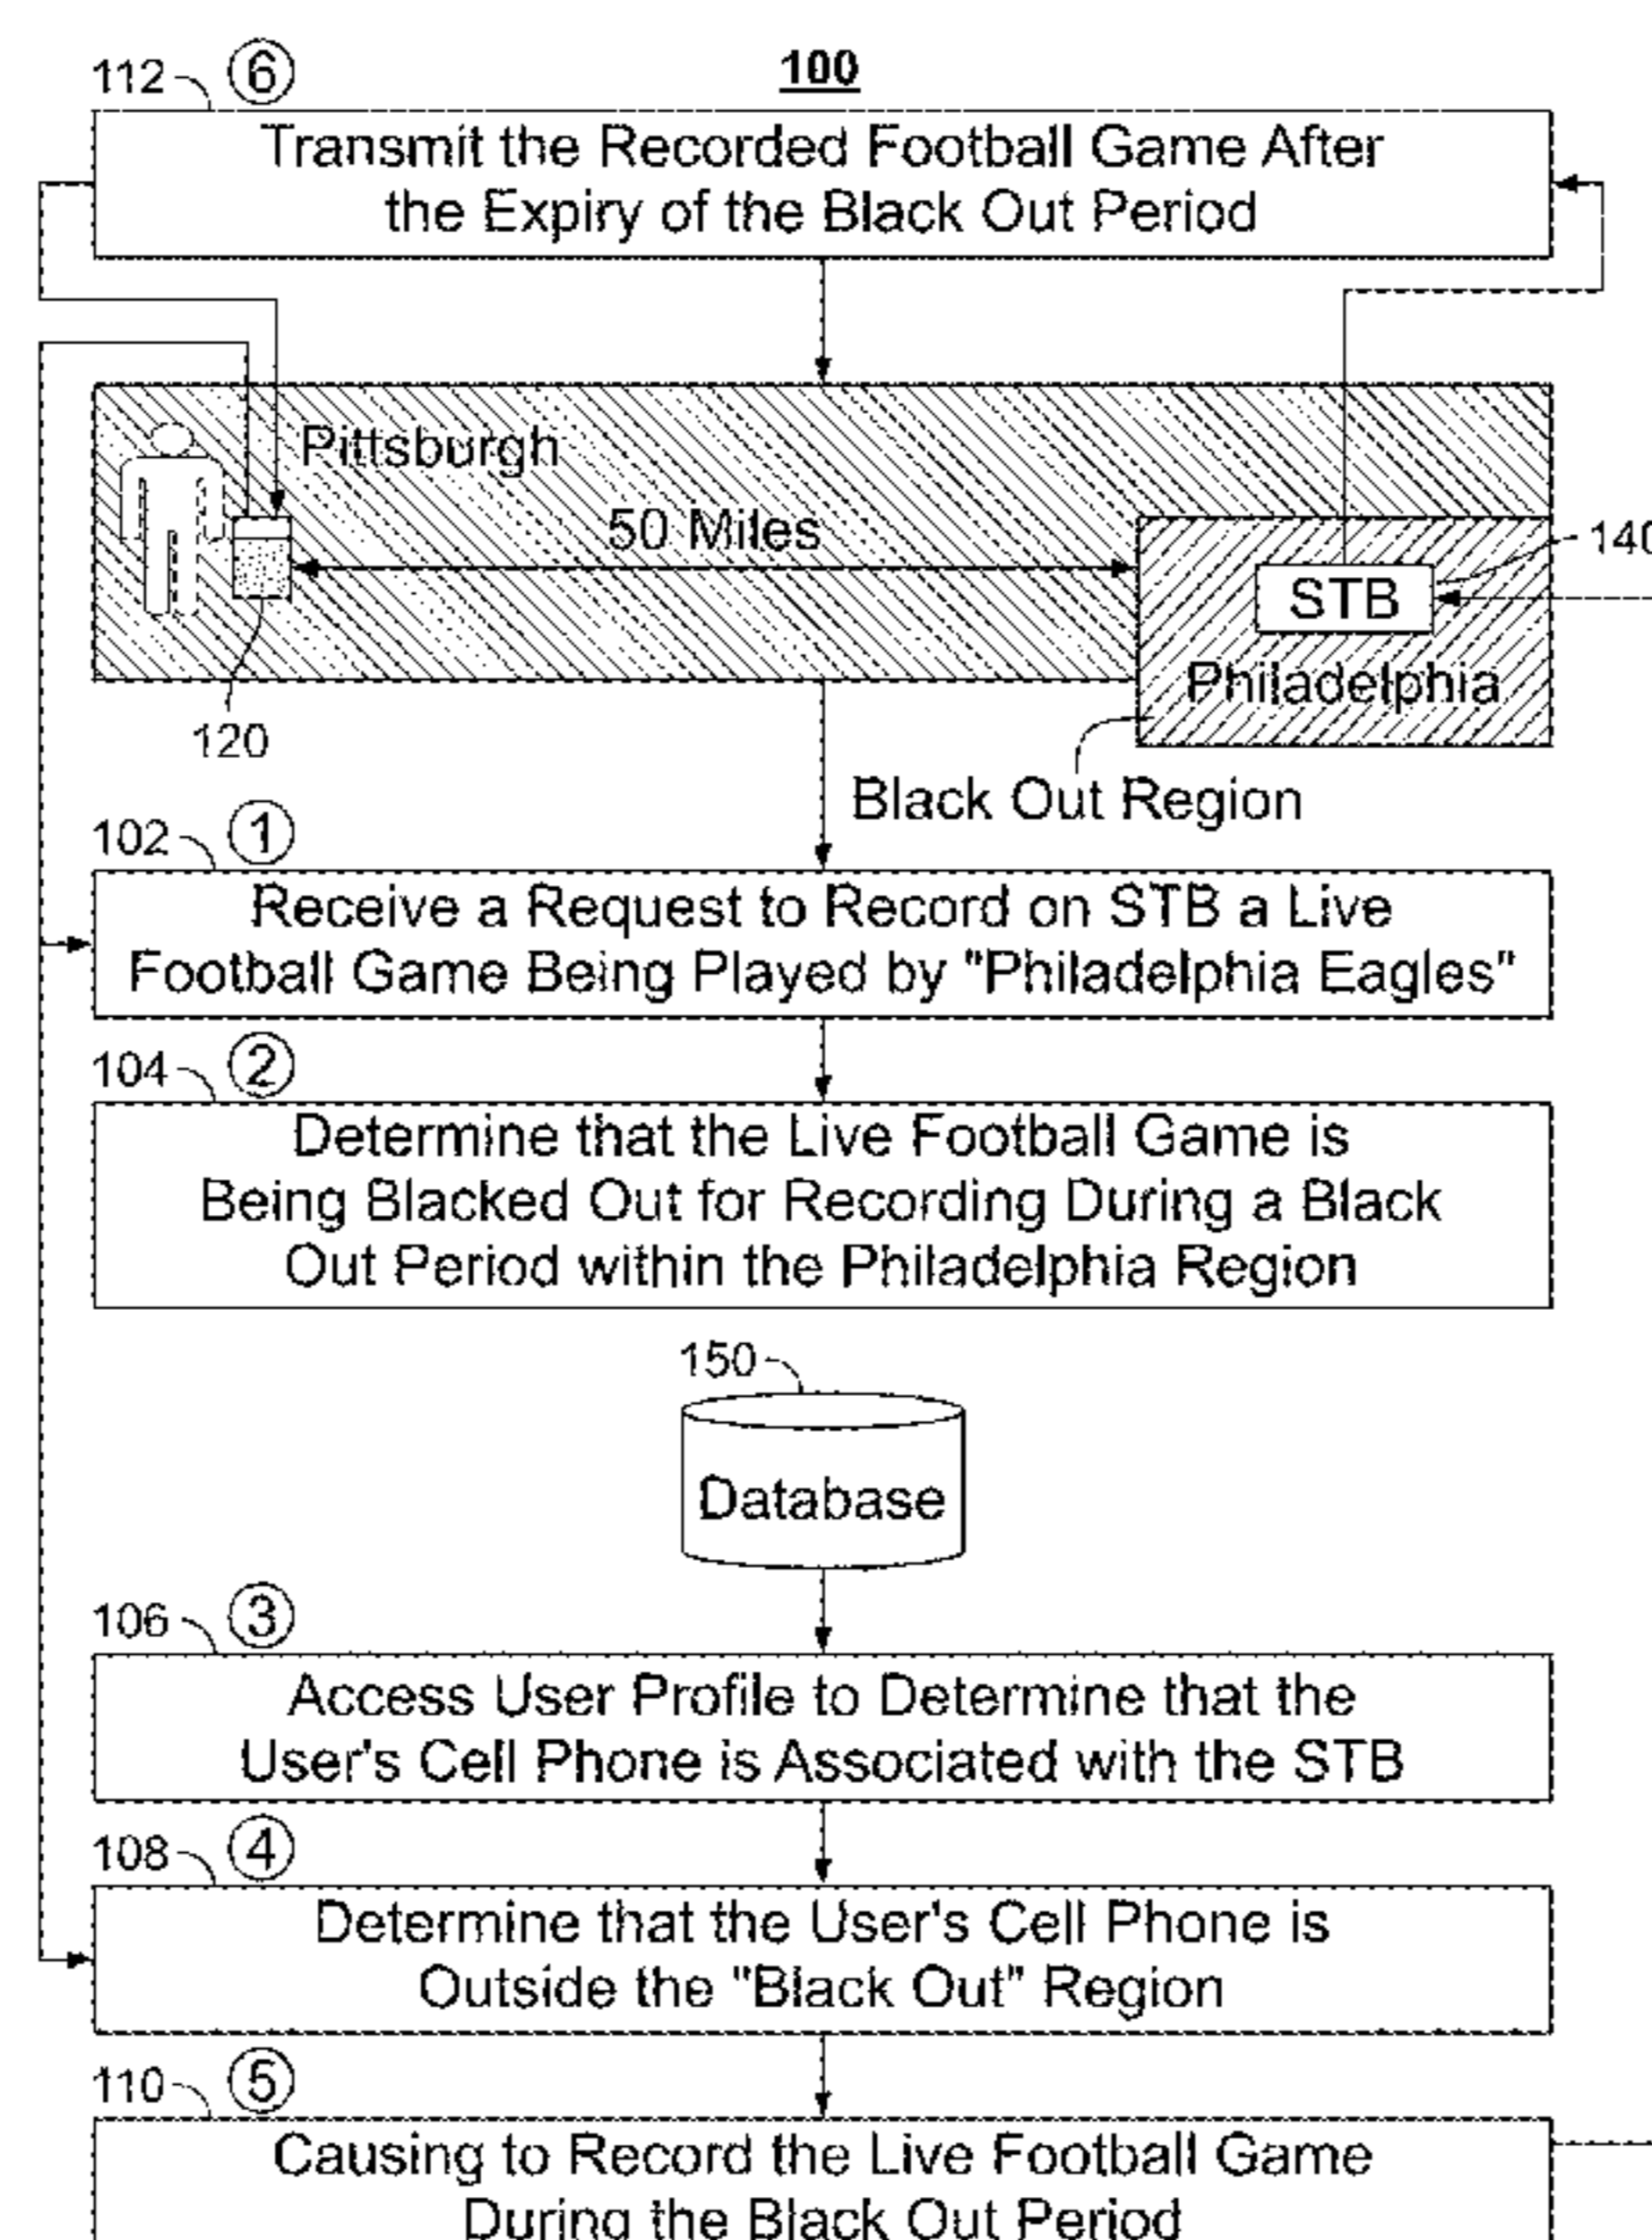 100
112 ⑥
Transmit the Recorded Football Game After
the Expiry of the Black Out Period
Pittsburgh
50 Miles
140
STB
Philadelphia
120
Black Out Region
102 ①
Receive a Request to Record on STB a Live
Football Game Being Played by "Philadelphia Eagles"
104 ②
Determine that the Live Football Game is
Being Blacked Out for Recording During a Black
Out Period within the Philadelphia Region
150
Database
106 ③
Access User Profile to Determine that the
User's Cell Phone is Associated with the STB
108 ④
Determine that the User's Cell Phone is
Outside the "Black Out" Region
110 ⑤
Causing to Record the Live Football Game
During the Black Out Period